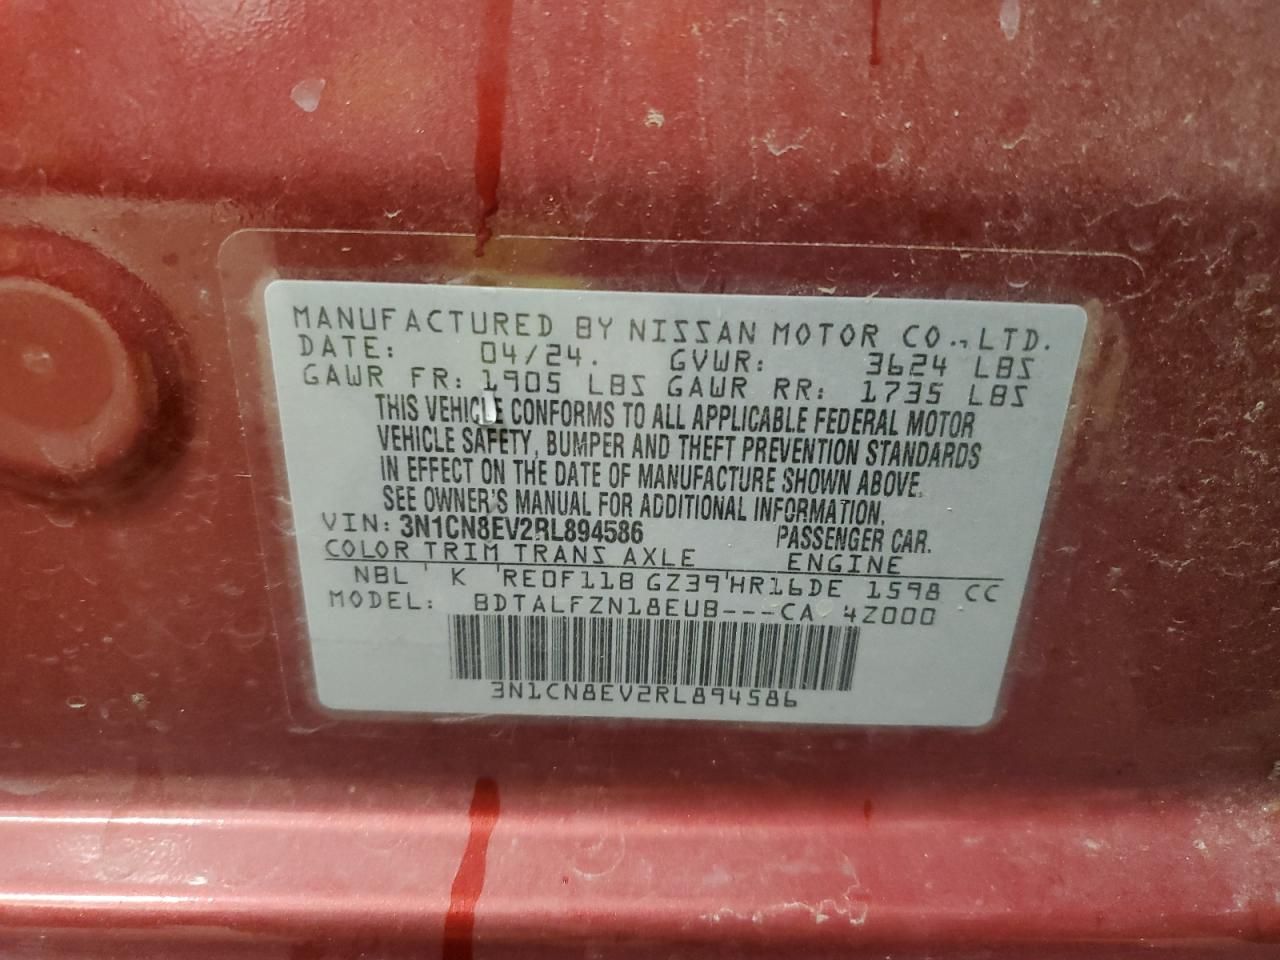 MANUFACTURED BY NISSAN MOTOR CO., LTD.
DATE: 04/24. GVWR: 3624 LBS
GAWR FR: 1905 LBS GAWR RR: 1735 LBS
THIS VEHICLE CONFORMS TO ALL APPLICABLE FEDERAL MOTOR
VEHICLE SAFETY, BUMPER AND THEFT PREVENTION STANDARDS
IN EFFECT ON THE DATE OF MANUFACTURE SHOWN ABOVE.
SEE OWNER'S MANUAL FOR ADDITIONAL INFORMATION.
VIN: 3N1CN8EV2RL894586 PASSENGER CAR.
COLOR TRIM TRANS AXLE ENGINE
NBL ' K 'RE0F11B GZ39'HR16DE 1598 CC
MODEL: BDTALFZN18EUB---CA 4Z000
3N1CN8EV2RL894586